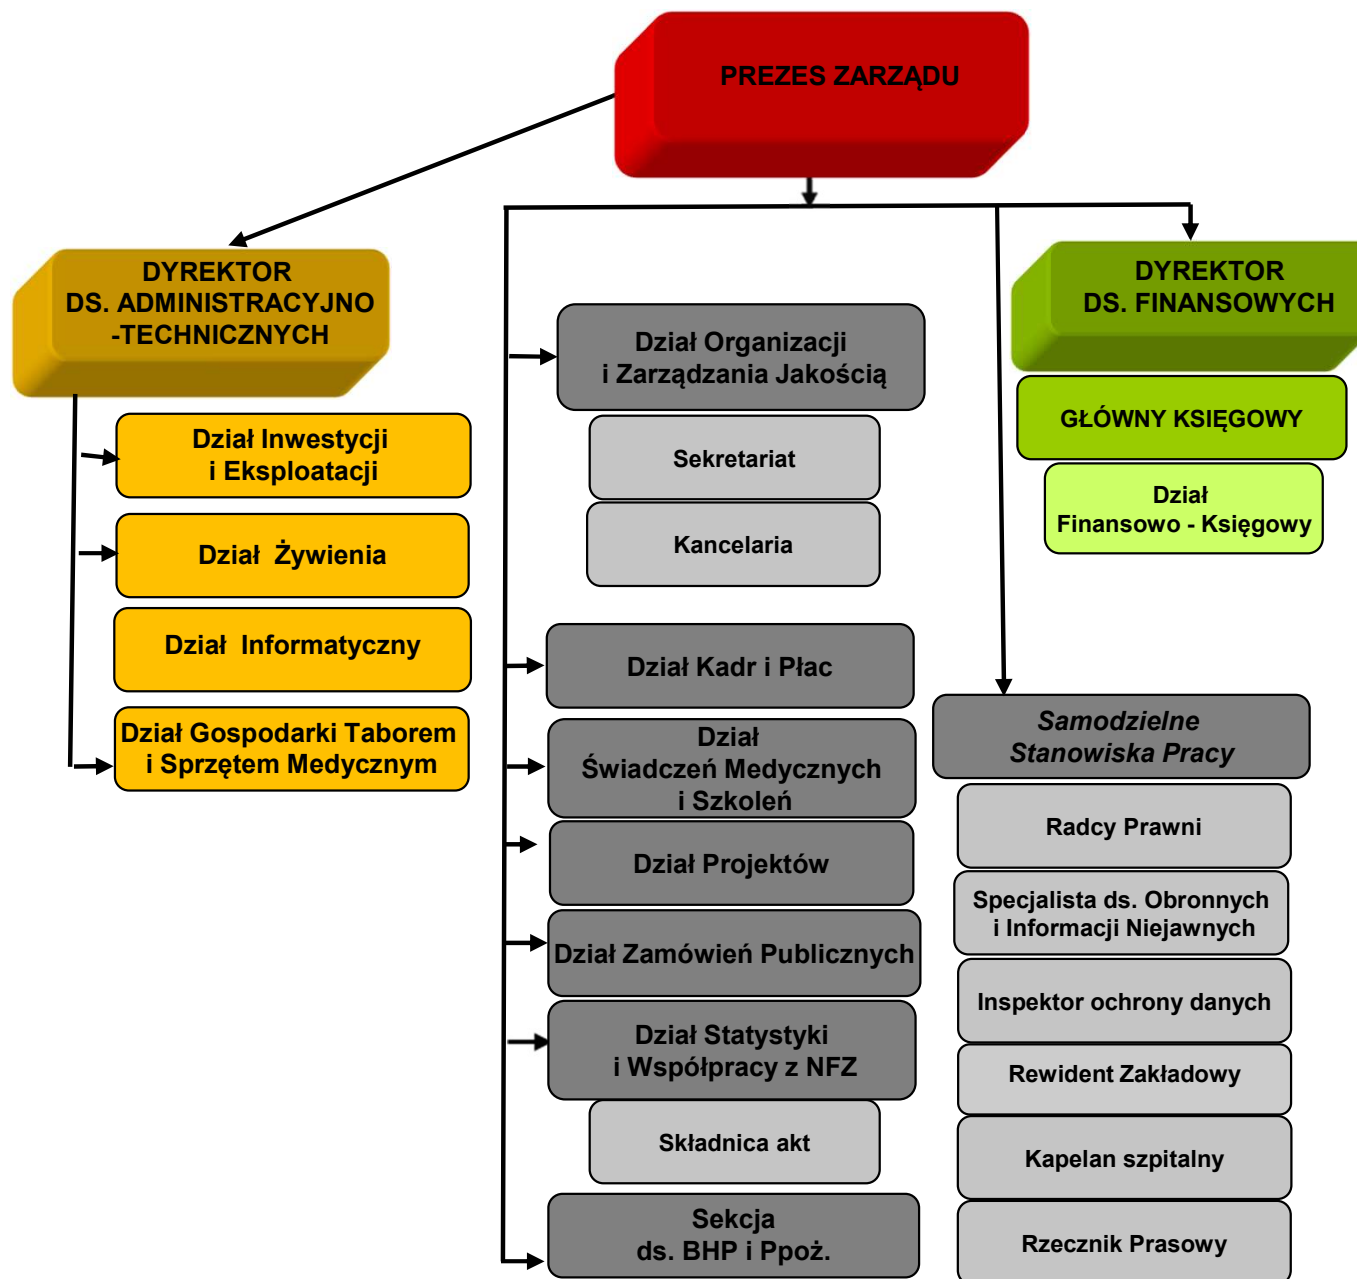 PREZES ZARZĄDU
DYREKTOR
DS. ADMINISTRACYJNO
-TECHNICZNYCH
Dział Inwestycji
i Eksploatacji
Dział Żywienia
Dział Informatyczny
Dział Gospodarki Taborem
i Sprzętem Medycznym
Dział Organizacji
i Zarządzania Jakością
Sekretariat
Kancelaria
Dział Kadr i Płac
Dział
Świadczeń Medycznych
i Szkoleń
Dział Projektów
Dział Zamówień Publicznych
Dział Statystyki
i Współpracy z NFZ
Składnica akt
Sekcja
ds. BHP i Ppoż.
DYREKTOR
DS. FINANSOWYCH
GŁÓWNY KSIĘGOWY
Dział
Finansowo - Księgowy
Samodzielne
Stanowiska Pracy
Radcy Prawni
Specjalista ds. Obronnych
i Informacji Niejawnych
Inspektor ochrony danych
Rewident Zakładowy
Kapelan szpitalny
Rzecznik Prasowy